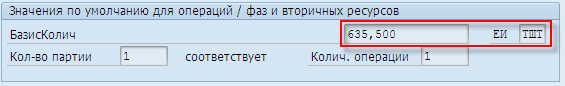 Значения по умолчанию для операций / фаз и вторичных ресурсов
БазисКолич 635,500 ЕИ ТШТ
Кол-во партии 1 соответствует Колич. операции 1